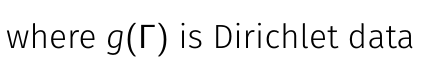 where g(Γ) is Dirichlet data